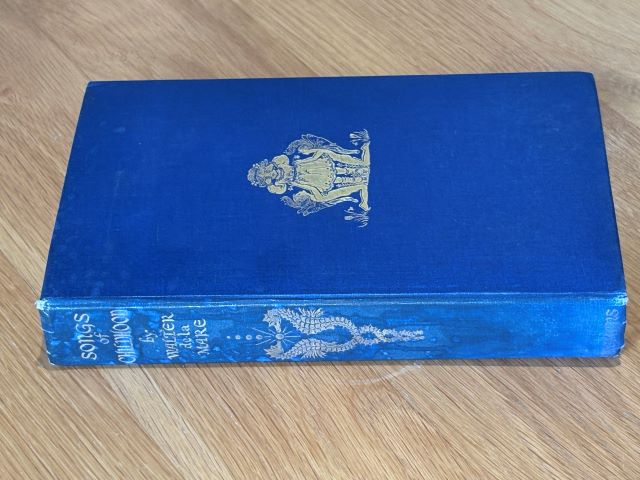 SONGS
of
CHILDHOOD
by
WALTER
de la
MARE